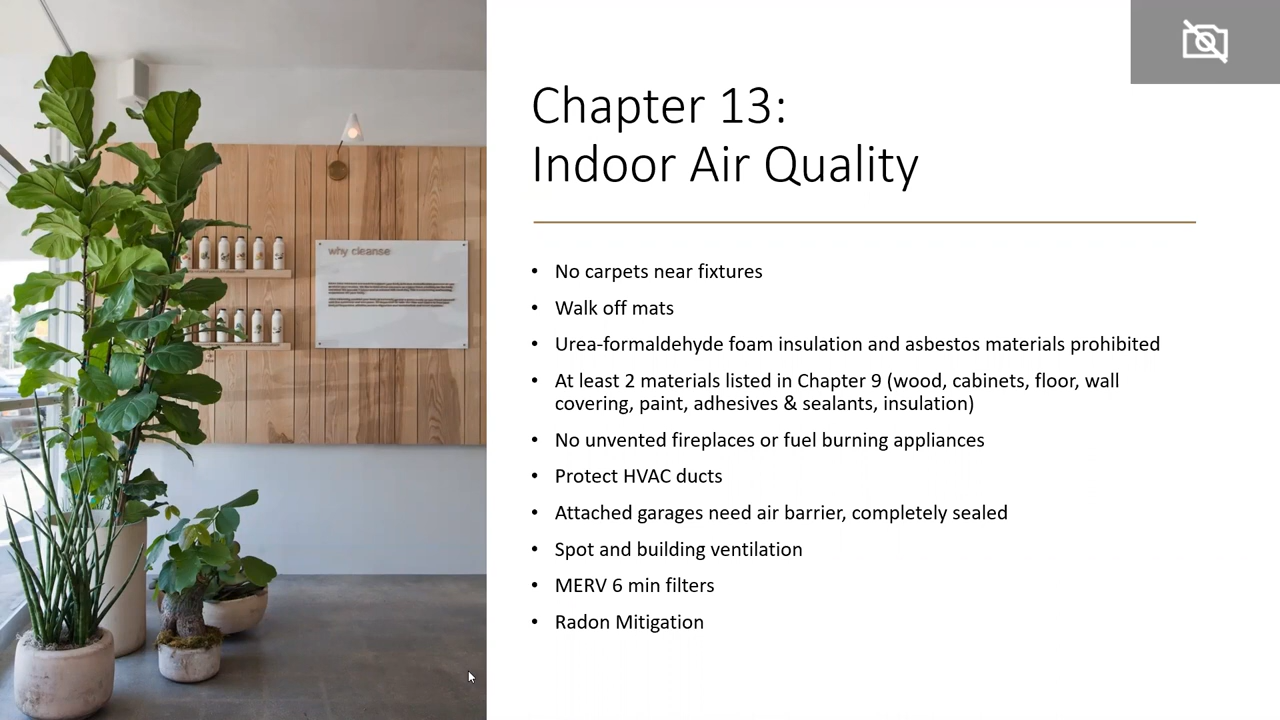 why cleanse
Chapter 13:
Indoor Air Quality
• No carpets near fixtures
• Walk off mats
• Urea-formaldehyde foam insulation and asbestos materials prohibited
• At least 2 materials listed in Chapter 9 (wood, cabinets, floor, wall
covering, paint, adhesives & sealants, insulation)
• No unvented fireplaces or fuel burning appliances
• Protect HVAC ducts
• Attached garages need air barrier, completely sealed
• Spot and building ventilation
• MERV 6 min filters
• Radon Mitigation